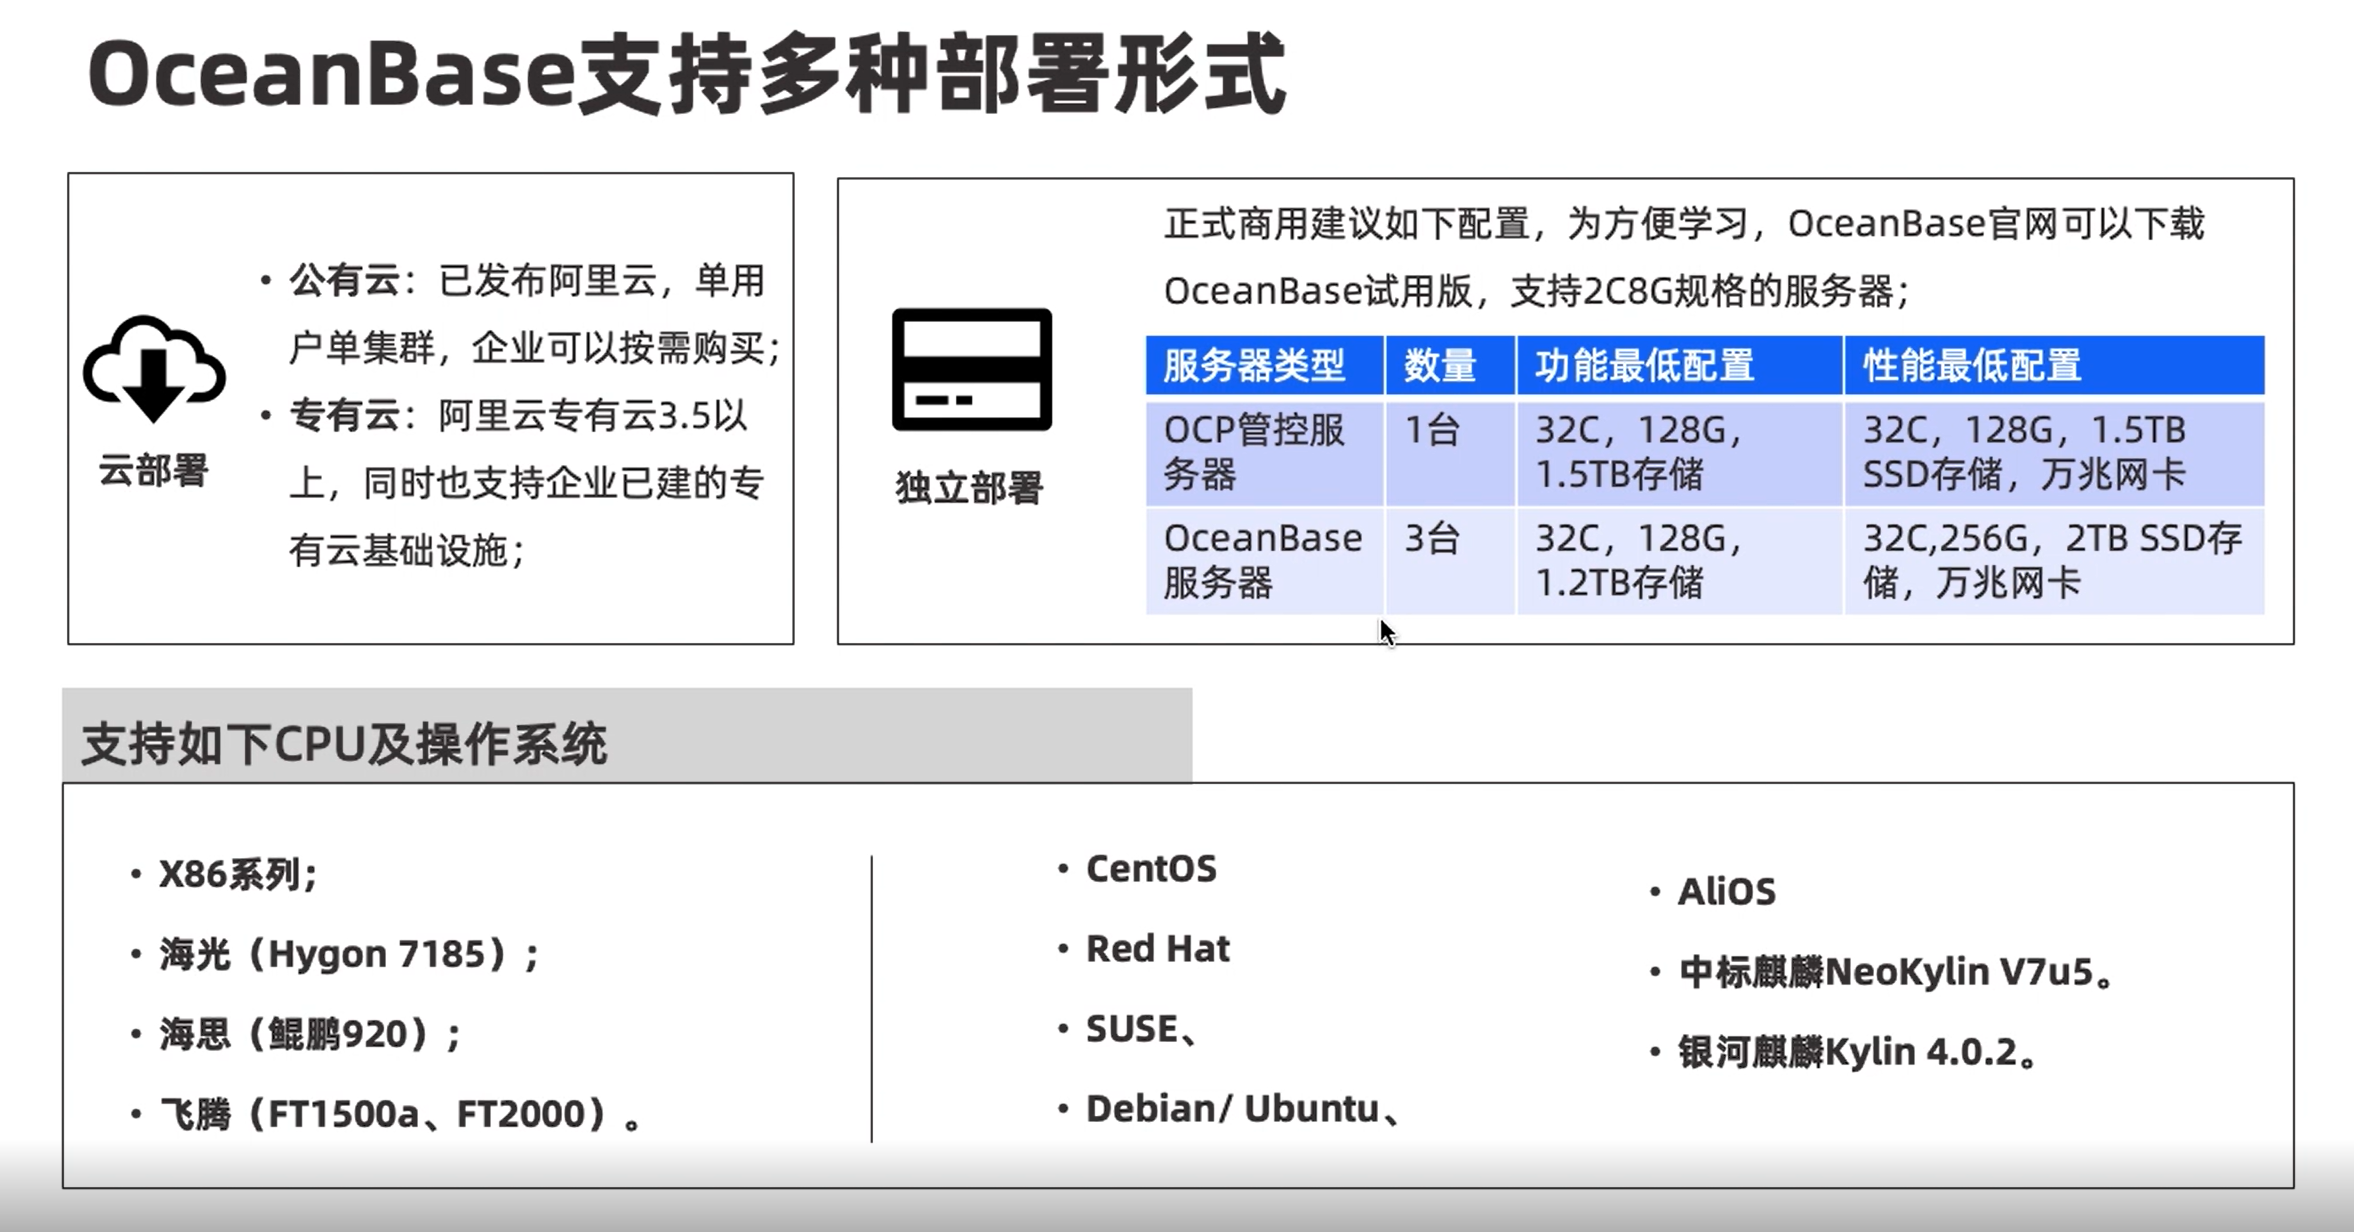 OceanBase支持多种部署形式
• 公有云：已发布阿里云，单用
户单集群，企业可以按需购买；
• 专有云：阿里云专有云3.5以
上，同时也支持企业已建的专
有云基础设施；
云部署
正式商用建议如下配置，为方便学习，OceanBase官网可以下载
OceanBase试用版，支持2C8G规格的服务器；
独立部署
服务器类型 数量 功能最低配置 性能最低配置
OCP管控服 1台 32C，128G， 32C，128G，1.5TB
务器 1.5TB存储 SSD存储，万兆网卡
OceanBase 3台 32C，128G， 32C,256G，2TB SSD存
服务器 1.2TB存储 储，万兆网卡
支持如下CPU及操作系统
• X86系列；
• 海光（Hygon 7185）；
• 海思（鲲鹏920）；
• 飞腾（FT1500a、FT2000）。
• CentOS
• Red Hat
• SUSE、
• Debian/ Ubuntu、
• AliOS
• 中标麒麟NeoKylin V7u5。
• 银河麒麟Kylin 4.0.2。